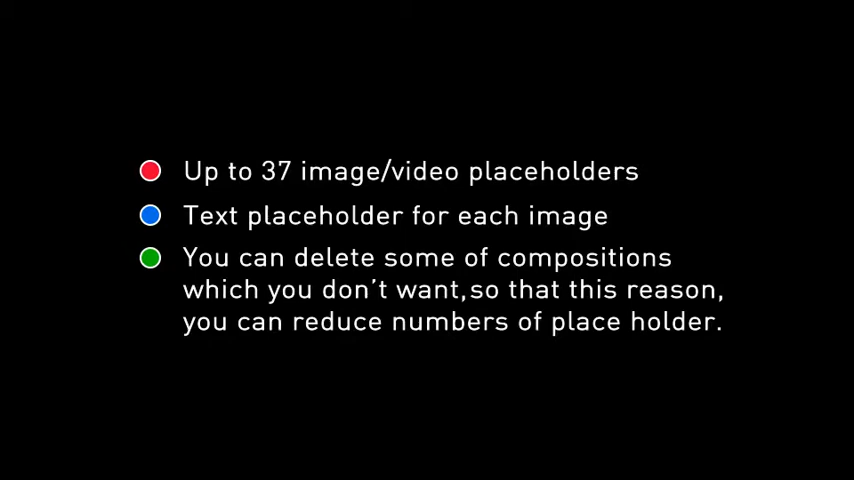 Up to 37 image/video placeholders
Text placeholder for each image
You can delete some of compositions
which you don't want,so that this reason,
you can reduce numbers of place holder.